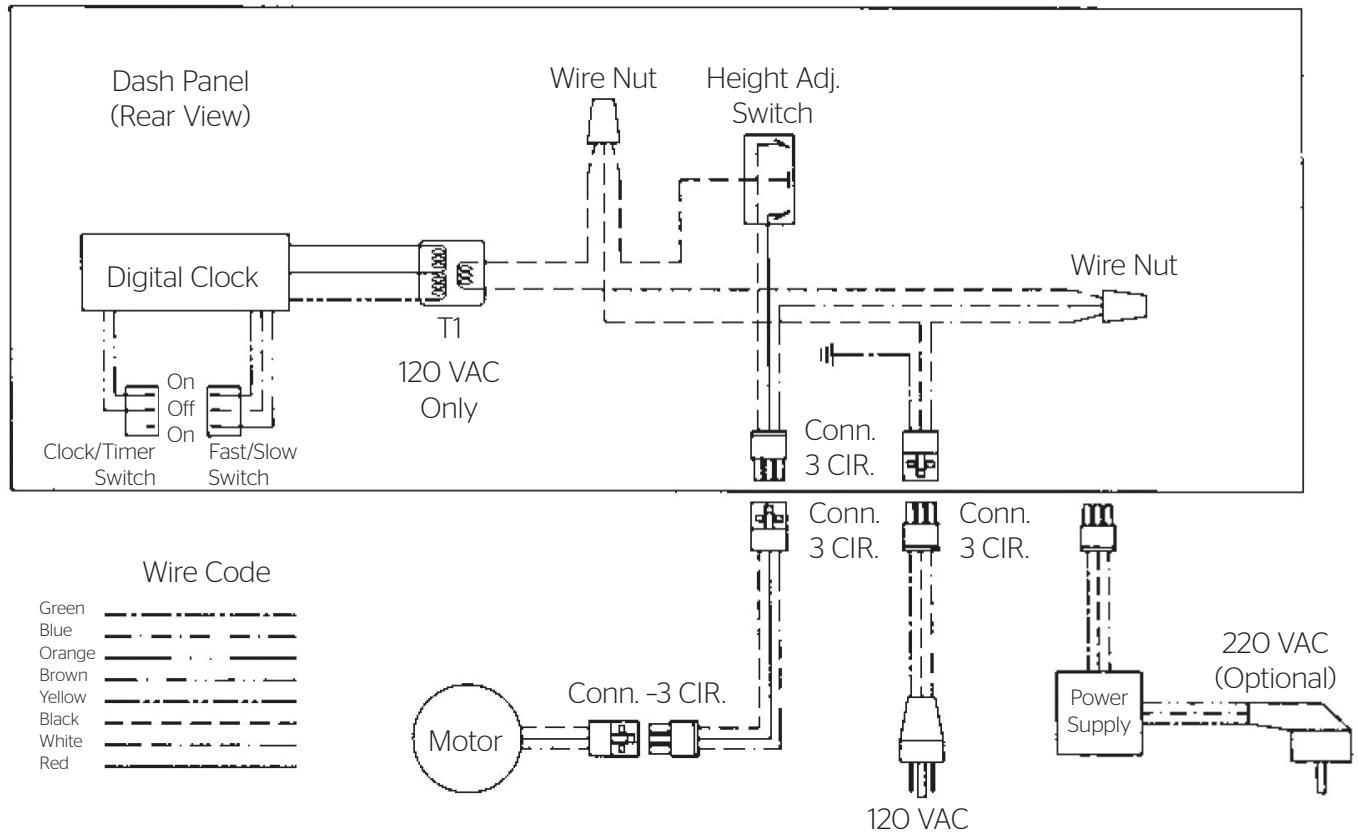 Dash Panel
(Rear View)
Wire Nut
Height Adj.
Switch
Digital Clock
T1
120 VAC
Only
Wire Nut
On
Off
On
Clock/Timer
Switch
Fast/Slow
Switch
Conn.
3 CIR.
Conn.
3 CIR.
Conn.
3 CIR.
Wire Code
Green
Blue
Orange
Brown
Yellow
Black
White
Red
Motor
Conn. -3 CIR.
120 VAC
Power
Supply
220 VAC
(Optional)